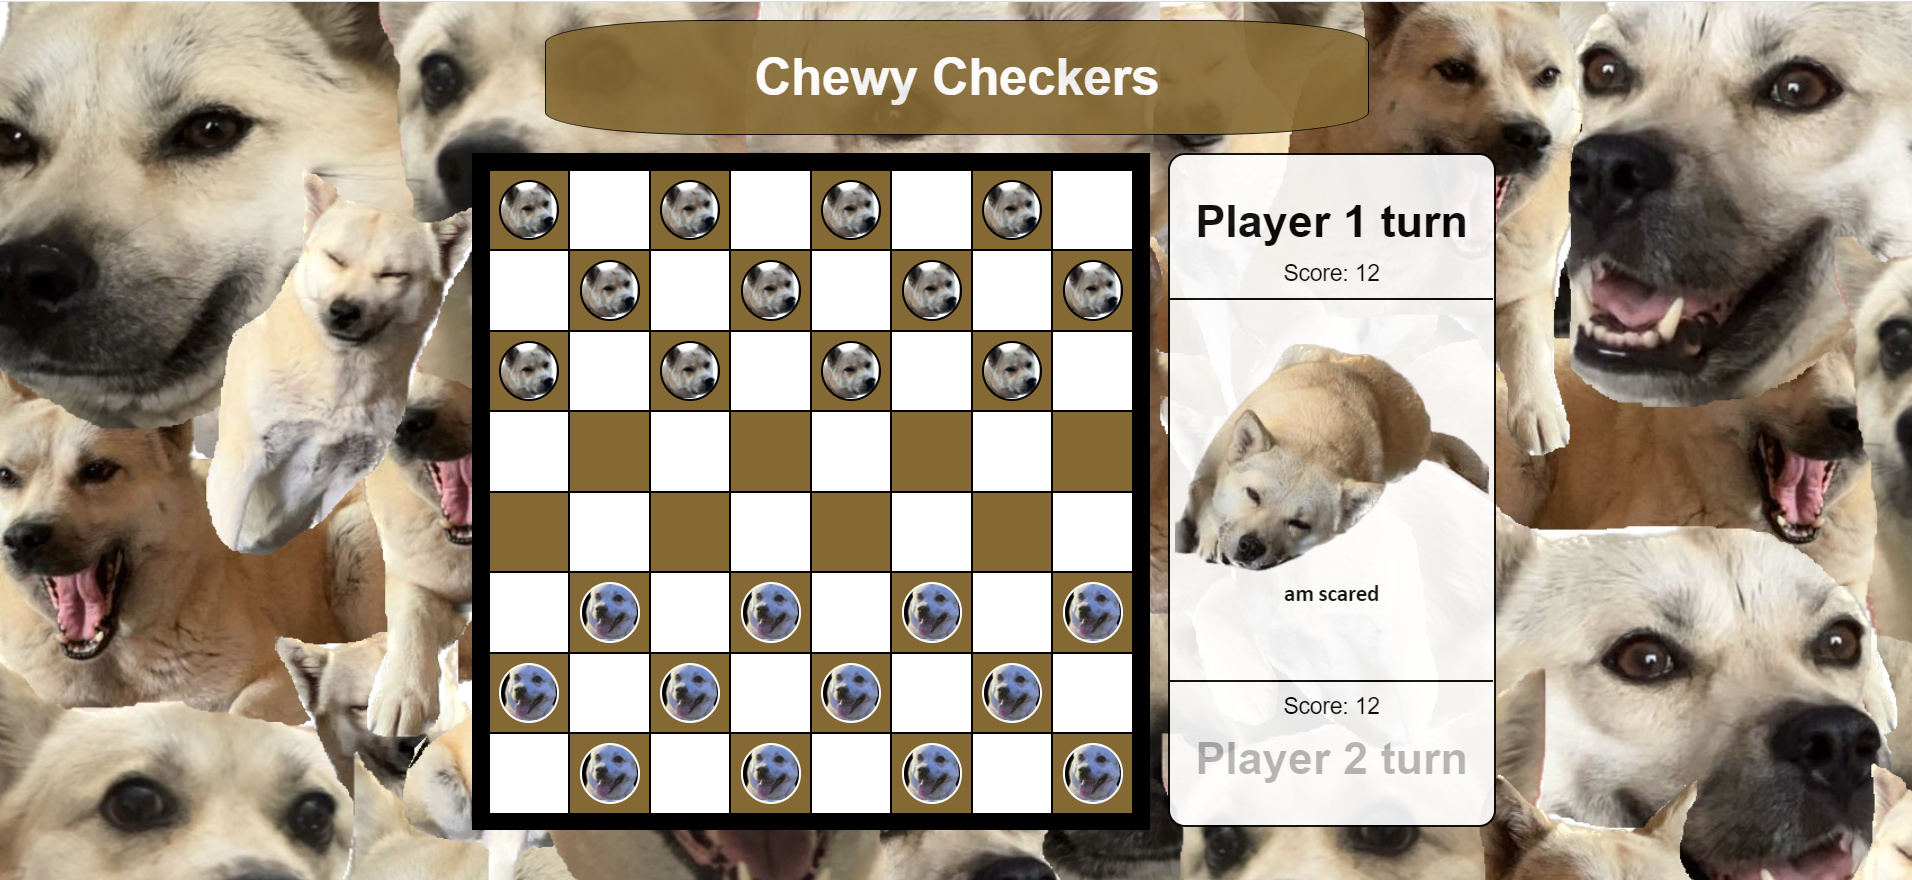 Chewy Checkers
Player 1 turn
Score: 12
am scared
Score: 12
Player 2 turn